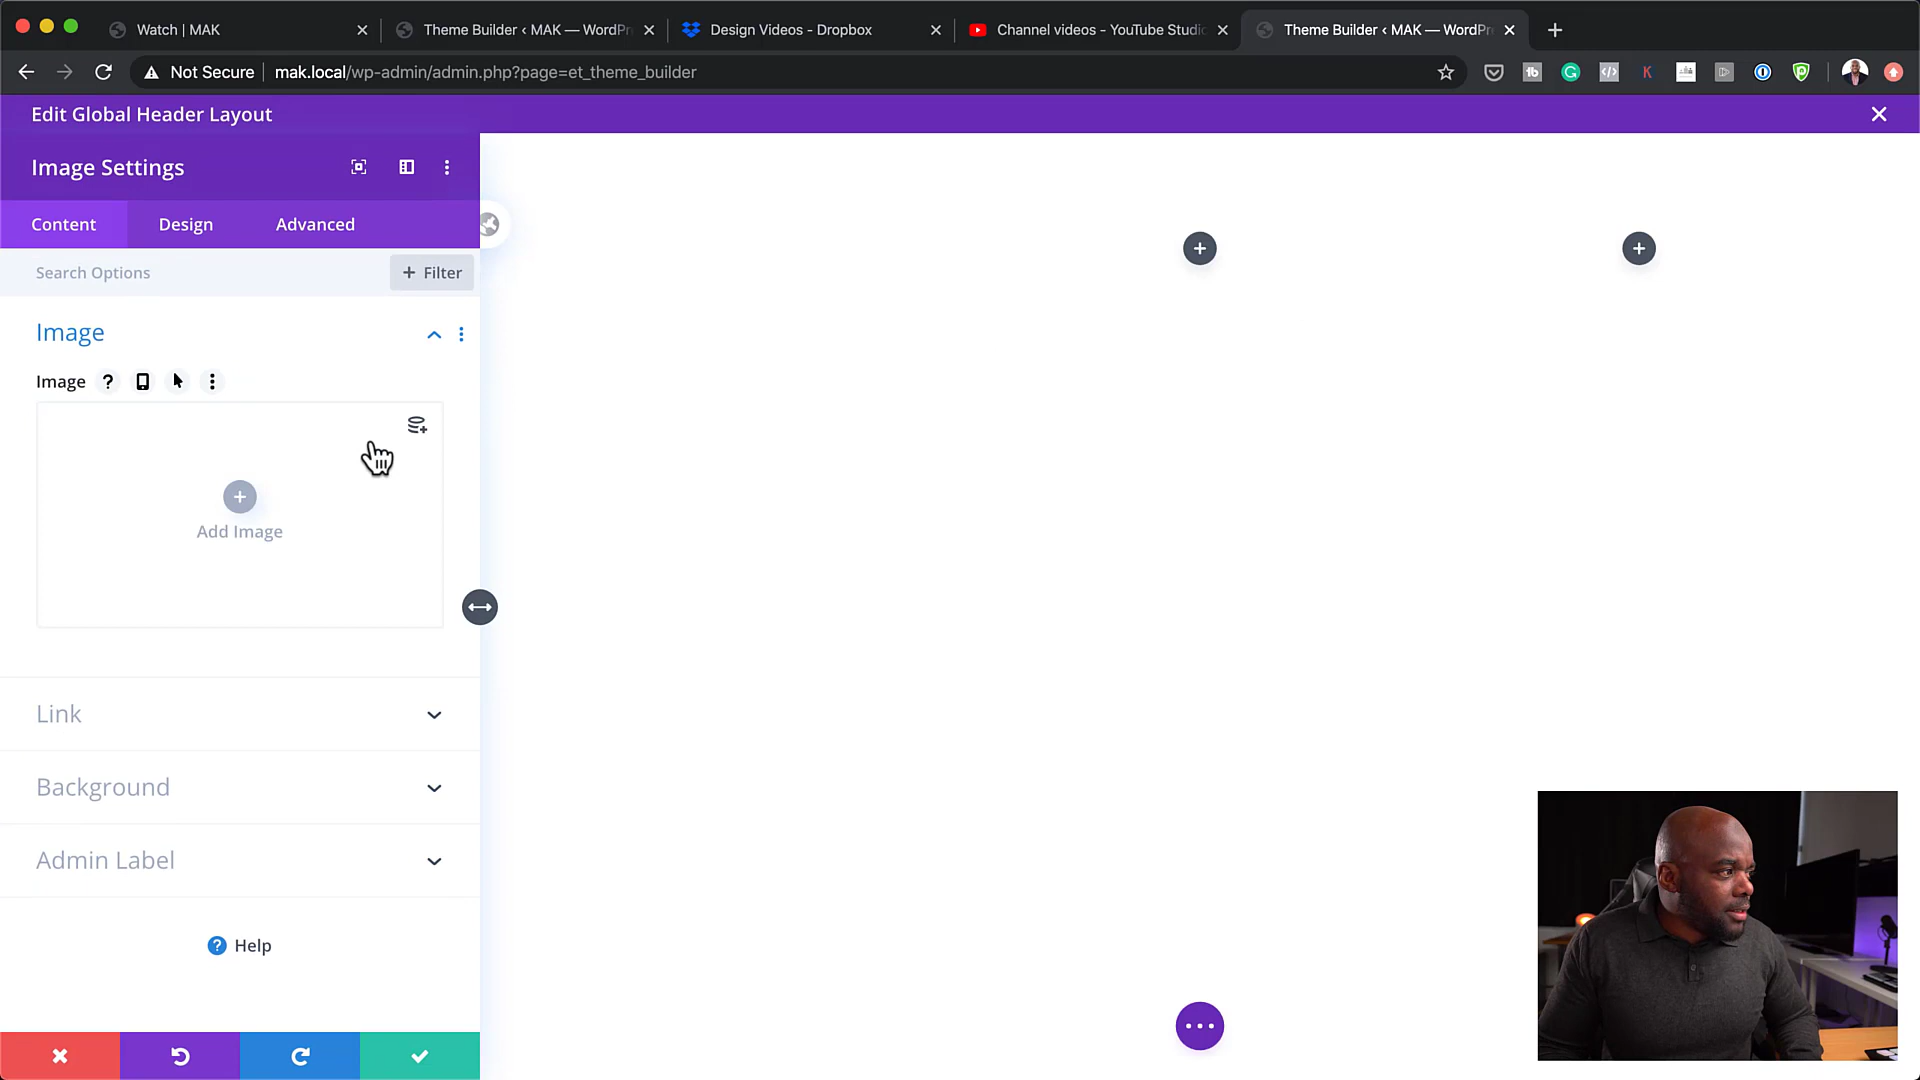 Watch | MAK
Theme Builder ‹ MAK — WordPr
Design Videos - Dropbox
Channel videos - YouTube Studio
Theme Builder ‹ MAK — WordPr
Not Secure
mak.local/wp-admin/admin.php?page=et_theme_builder
Edit Global Header Layout
Image Settings
Content
Design
Advanced
Search Options
+ Filter
Image
Image
Add Image
Link
Background
Admin Label
Help